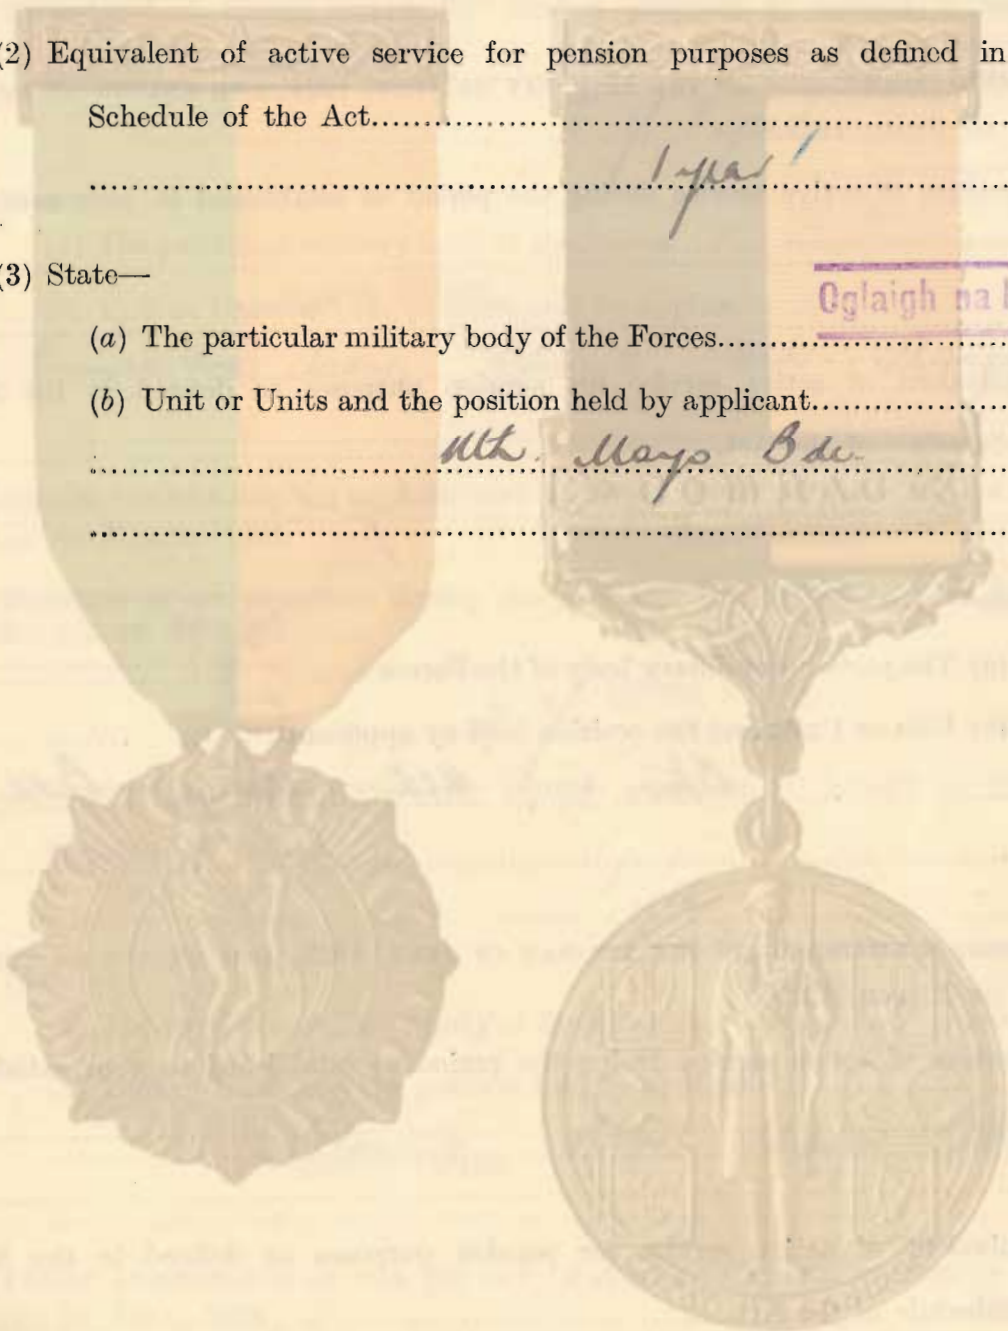 (2) Equivalent of active service for pension purposes as defined in
Schedule of the Act..............................
1 year
(3) State—
Oglaigh na
(a) The particular military body of the Forces..............................
(b) Unit or Units and the position held by applicant..............................
Nth. Mayo Bde.